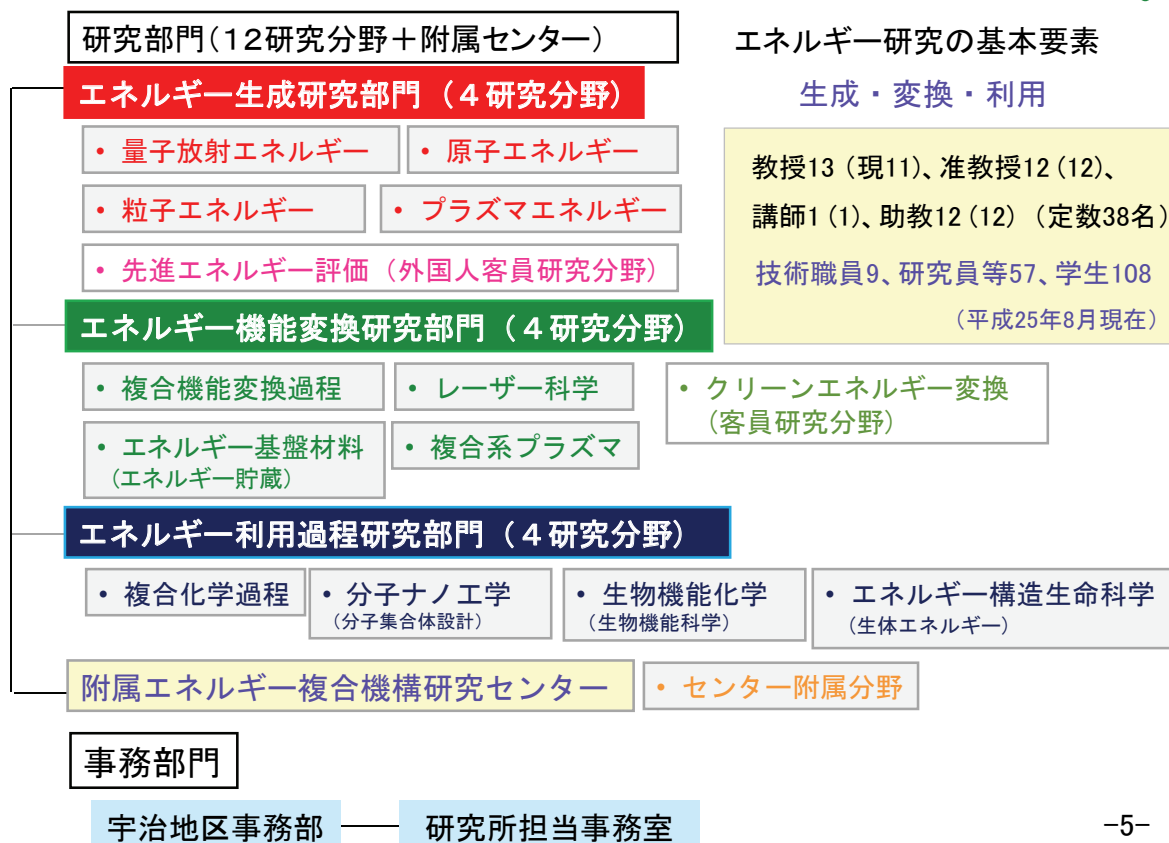 研究部門(12研究分野+附属センター)
エネルギー研究の基本要素
生成・変換・利用
エネルギー生成研究部門(4研究分野)
• 量子放射エネルギー
• 原子エネルギー
• 粒子エネルギー
• プラズマエネルギー
• 先進エネルギー評価(外国人客員研究分野)
教授13(現11)、准教授12(12)、
講師1(1)、助教12(12)(定数38名)
技術職員9、研究員等57、学生108
(平成25年8月現在)
エネルギー機能変換研究部門(4研究分野)
• 複合機能変換過程
• レーザー科学
• クリーンエネルギー変換
(客員研究分野)
• エネルギー基盤材料
(エネルギー貯蔵)
• 複合系プラズマ
エネルギー利用過程研究部門(4研究分野)
• 複合化学過程
• 分子ナノ工学
(分子集合体設計)
• 生物機能化学
(生物機能科学)
• エネルギー構造生命科学
(生体エネルギー)
附属エネルギー複合機構研究センター
• センター附属分野
事務部門
宇治地区事務部
研究所担当事務室
-5-